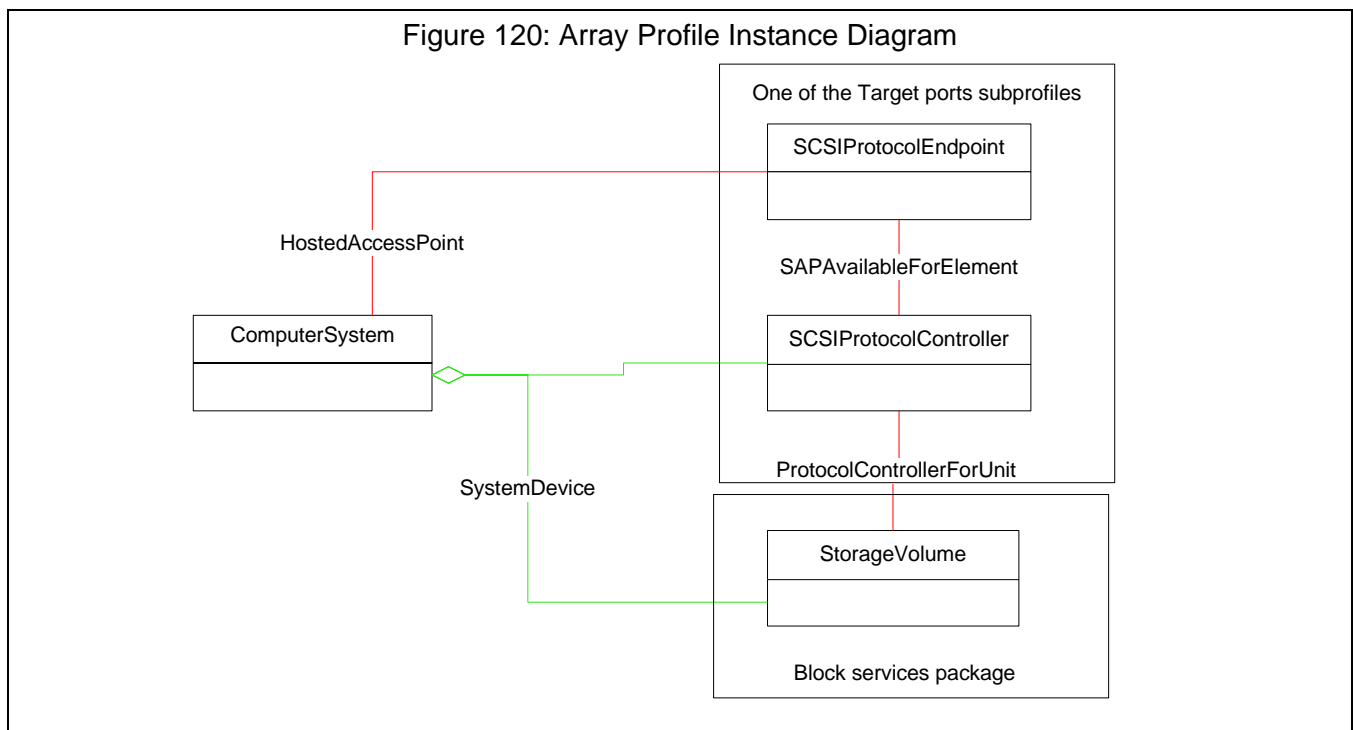 Figure 120: Array Profile Instance Diagram
One of the Target ports subprofiles
SCSIProtocolEndpoint
HostedAccessPoint
SAPAvailableForElement
ComputerSystem
SCSIProtocolController
ProtocolControllerForUnit
SystemDevice
StorageVolume
Block services package